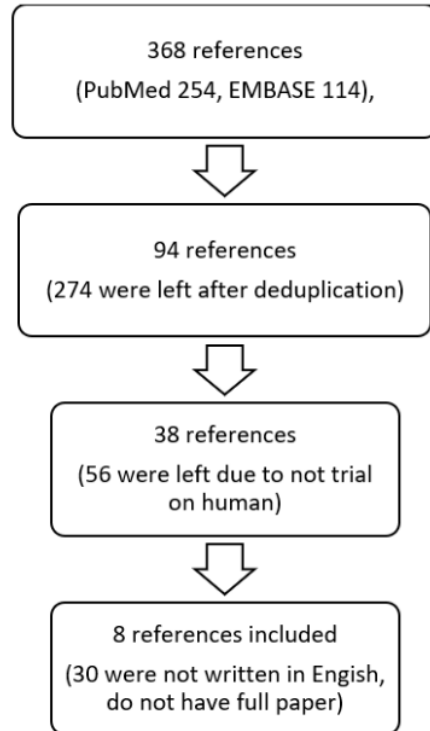 368 references
(PubMed 254, EMBASE 114),
94 references
(274 were left after deduplication)
38 references
(56 were left due to not trial
on human)
8 references included
(30 were not written in Engish,
do not have full paper)